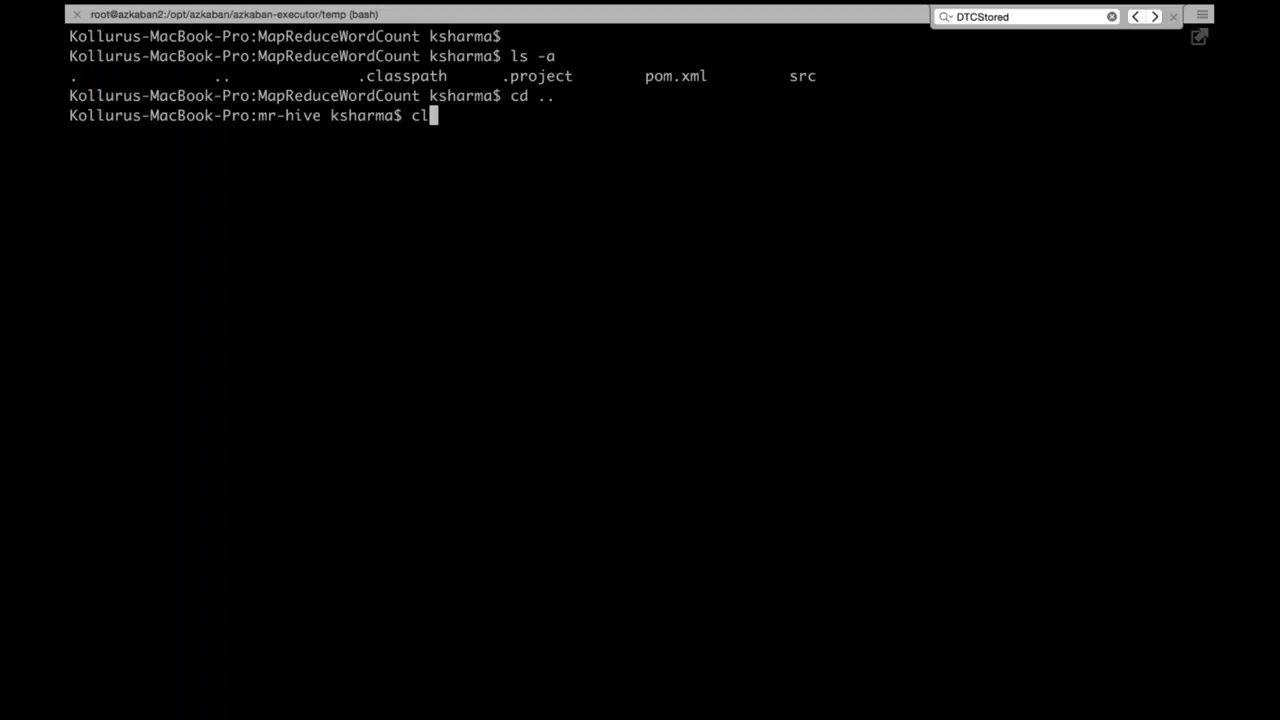 root@azkaban2:/opt/azkaban/azkaban-executor/temp (bash)
DTCStored
Kollurus-MacBook-Pro:MapReduceWordCount ksharma$
Kollurus-MacBook-Pro:MapReduceWordCount ksharma$ ls -a
. .. .classpath .project pom.xml src
Kollurus-MacBook-Pro:MapReduceWordCount ksharma$ cd ..
Kollurus-MacBook-Pro:mr-hive ksharma$ cl